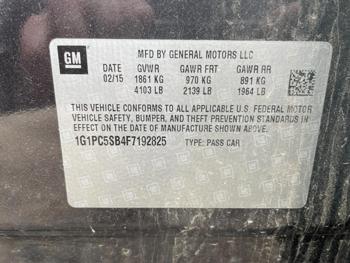 GM
MFD BY GENERAL MOTORS LLC
DATE GVWR GAWR FRT GAWR RR
02/15 1861 KG 970 KG 891 KG
4103 LB 2139 LB 1964 LB
THIS VEHICLE CONFORMS TO ALL APPLICABLE U.S. FEDERAL MOTOR
VEHICLE SAFETY, BUMPER, AND THEFT PREVENTION STANDARDS IN
EFFECT ON THE DATE OF MANUFACTURE SHOWN ABOVE.
1G1PC5SB4F7192825 TYPE: PASS CAR